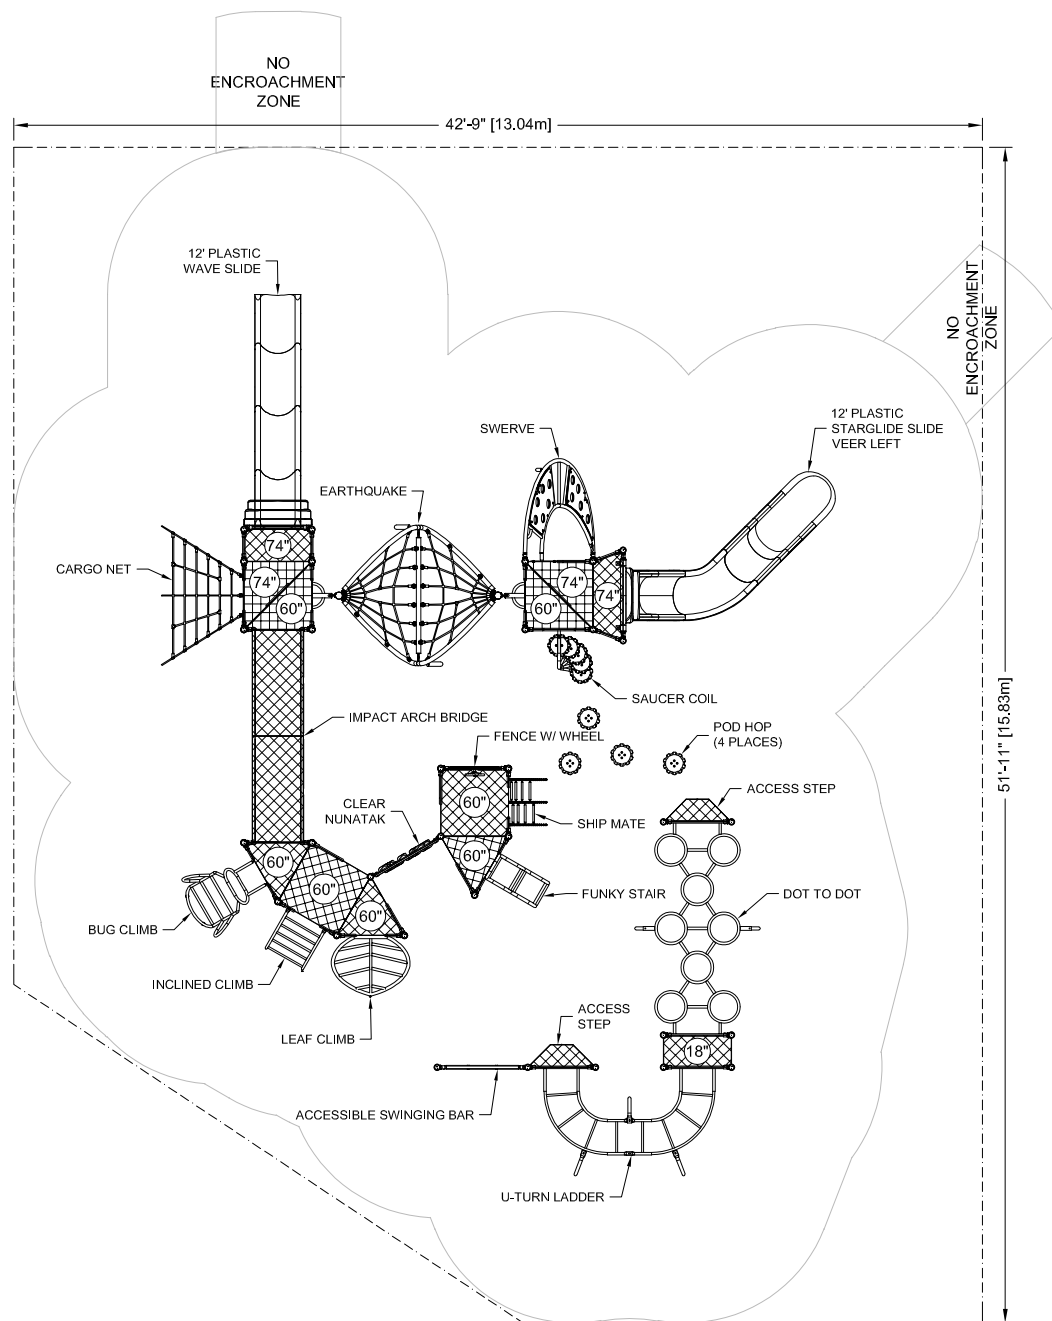 NO
ENCROACHMENT
ZONE
42'-9" [13.04m]
12' PLASTIC
WAVE SLIDE
NO
ENCROACHMENT
ZONE
12' PLASTIC
STARGLIDE SLIDE
VEER LEFT
SWERVE
EARTHQUAKE
74"
CARGO NET
74"
60"
74"
60"
74"
SAUCER COIL
51'-11" [15.83m]
IMPACT ARCH BRIDGE
POD HOP
(4 PLACES)
FENCE W/ WHEEL
ACCESS STEP
CLEAR
NUNATAK
60"
SHIP MATE
60"
60"
60"
60"
FUNKY STAIR
DOT TO DOT
BUG CLIMB
INCLINED CLIMB
LEAF CLIMB
ACCESS
STEP
18"
ACCESSIBLE SWINGING BAR
U-TURN LADDER